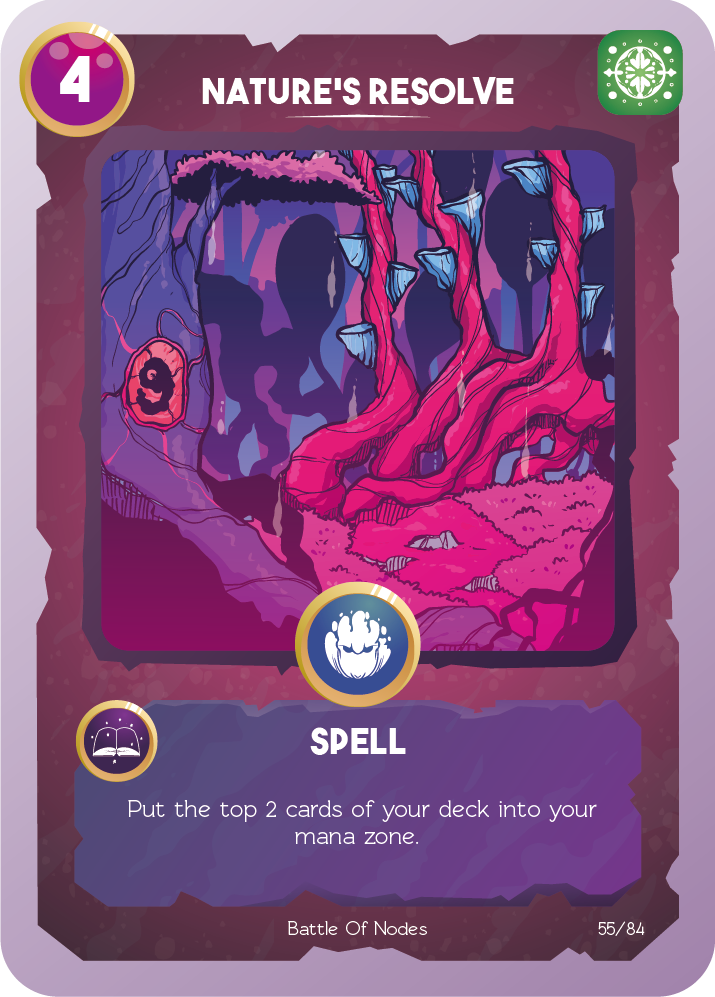 4
NATURE'S RESOLVE
SPELL
Put the top 2 cards of your deck into your
mana zone.
Battle Of Nodes
55/84